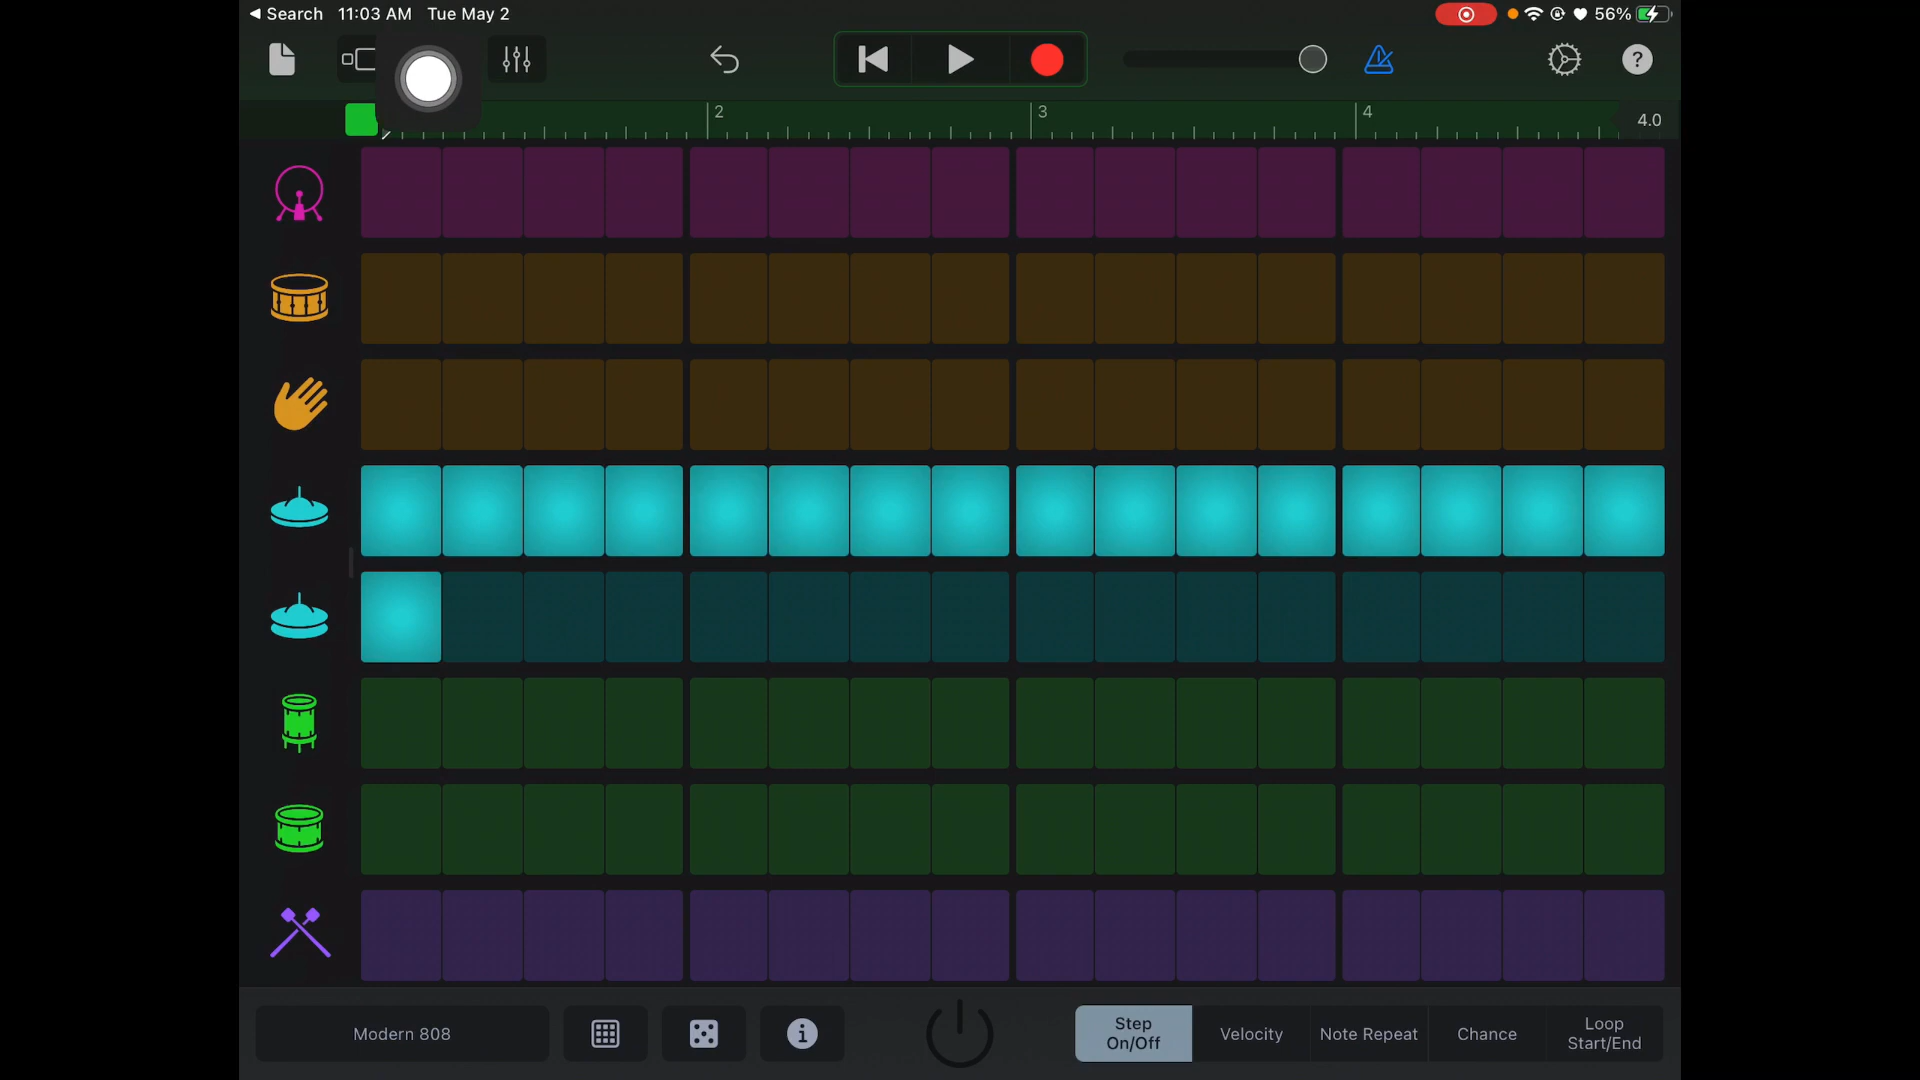 Search 11:03 AM Tue May 2 56%
?
2 3 4 4.0
Modern 808
Step On/Off
Velocity
Note Repeat
Chance
Loop Start/End